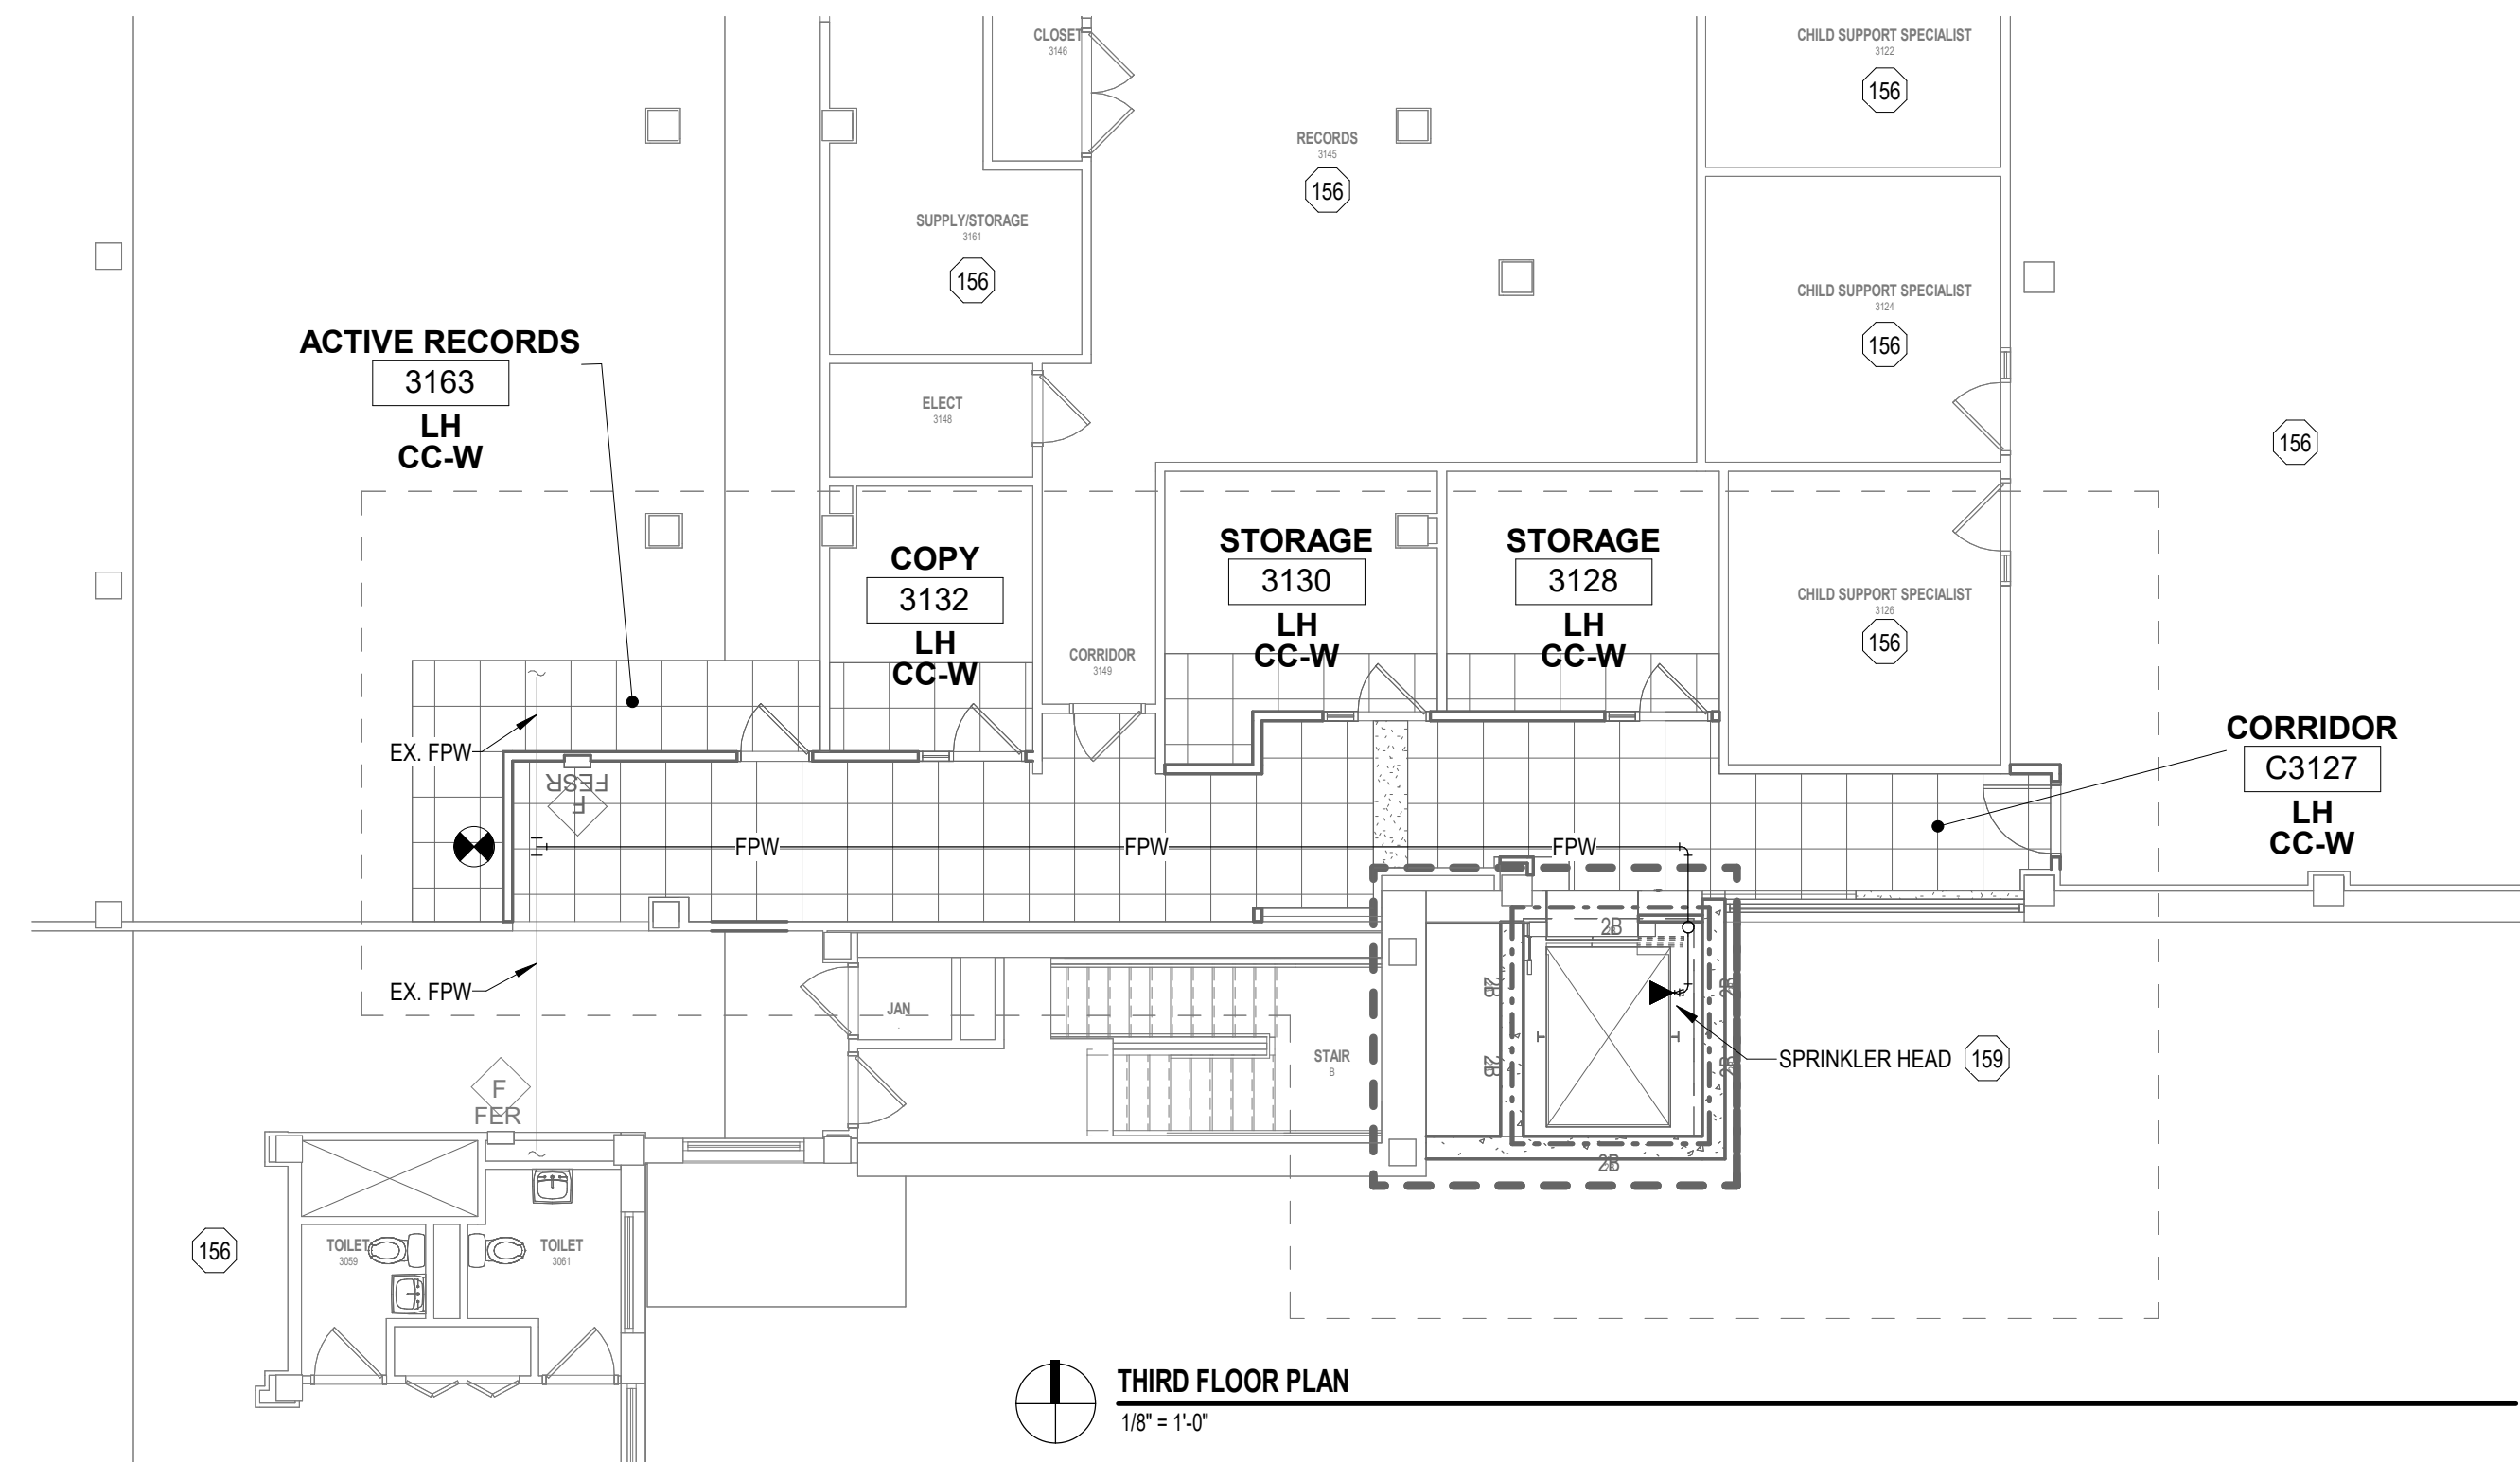 CLOSET
3146
CHILD SUPPORT SPECIALIST
3122
156
RECORDS
3145
156
SUPPLY/STORAGE
3161
156
CHILD SUPPORT SPECIALIST
3124
156
ACTIVE RECORDS
3163
LH
CC-W
ELECT
3148
156
COPY
3132
LH
CC-W
STORAGE
3130
LH
CC-W
STORAGE
3128
LH
CC-W
CHILD SUPPORT SPECIALIST
3126
156
CORRIDOR
3149
EX. FPW
FESR
F
CORRIDOR
C3127
LH
CC-W
FPW
FPW
FPW
2B
EX. FPW
JAN
2B
2B
STAIR
B
2B
2B
SPRINKLER HEAD
159
F
FER
2B
156
TOILET
3059
TOILET
3061
THIRD FLOOR PLAN
1/8" = 1'-0"